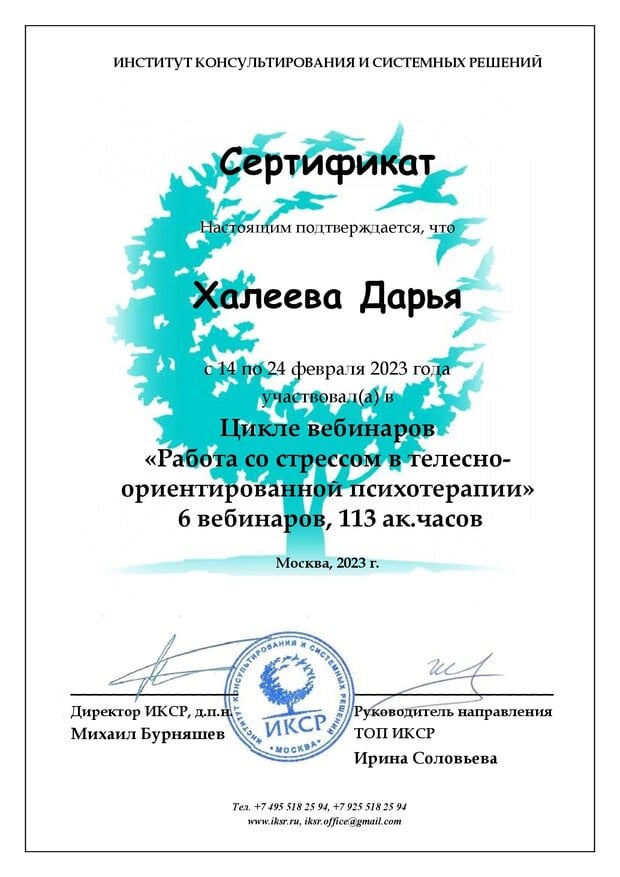 ИНСТИТУТ КОНСУЛЬТИРОВАНИЯ И СИСТЕМНЫХ РЕШЕНИЙ
Сертификат
Настоящим подтверждается, что
Халеева Дарья
с 14 по 24 февраля 2023 года
участвовал(а) в
Цикле вебинаров
«Работа со стрессом в телесно-
ориентированной психотерапии»
6 вебинаров, 113 ак.часов
Москва, 2023 г.
ИНСТИТУТ КОНСУЛЬТИРОВАНИЯ И СИСТЕМНЫХ РЕШЕНИЙ
ИКСР
• МОСКВА •
Директор ИКСР, д.п.н.
Михаил Бурняшев
Руководитель направления
ТОП ИКСР
Ирина Соловьева
Тел. +7 495 518 25 94, +7 925 518 25 94
www.iksr.ru, iksr.office@gmail.com